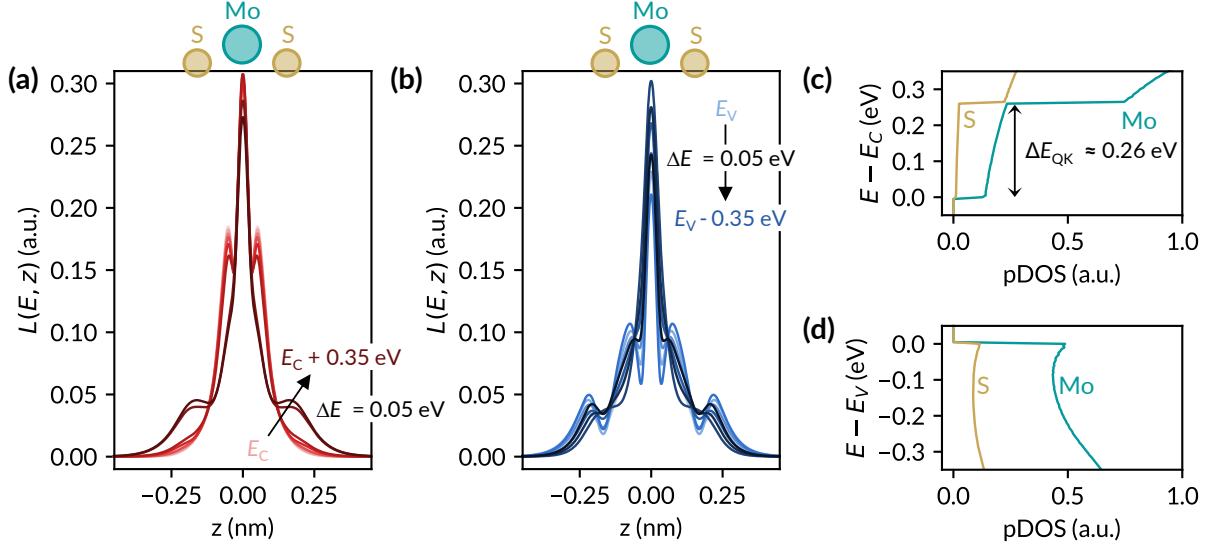 Mo
S
S
(a)
0.30
0.25
0.20
0.15
0.10
0.05
0.00
L(E, z) (a.u.)
E_C + 0.35 eV
ΔE = 0.05 eV
E_C
−0.25
0.00
0.25
z (nm)
Mo
S
S
(b)
0.30
0.25
0.20
0.15
0.10
0.05
0.00
L(E, z) (a.u.)
E_V
ΔE = 0.05 eV
E_V - 0.35 eV
−0.25
0.00
0.25
z (nm)
(c)
0.3
0.2
0.1
0.0
E − E_C (eV)
S
Mo
ΔE_QK ≈ 0.26 eV
0.0
0.5
1.0
pDOS (a.u.)
(d)
0.0
−0.1
−0.2
−0.3
E − E_V (eV)
S
Mo
0.0
0.5
1.0
pDOS (a.u.)